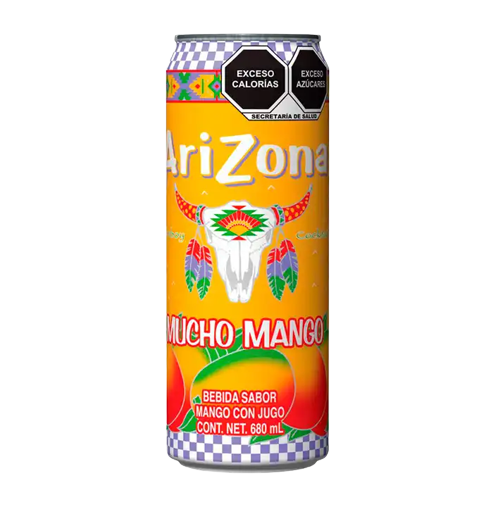 EXCESO
CALORÍAS
EXCESO
AZÚCARES
SECRETARÍA DE SALUD
AriZona
MUCHO MANGO
BEBIDA SABOR
MANGO CON JUGO
CONT. NET. 680 mL